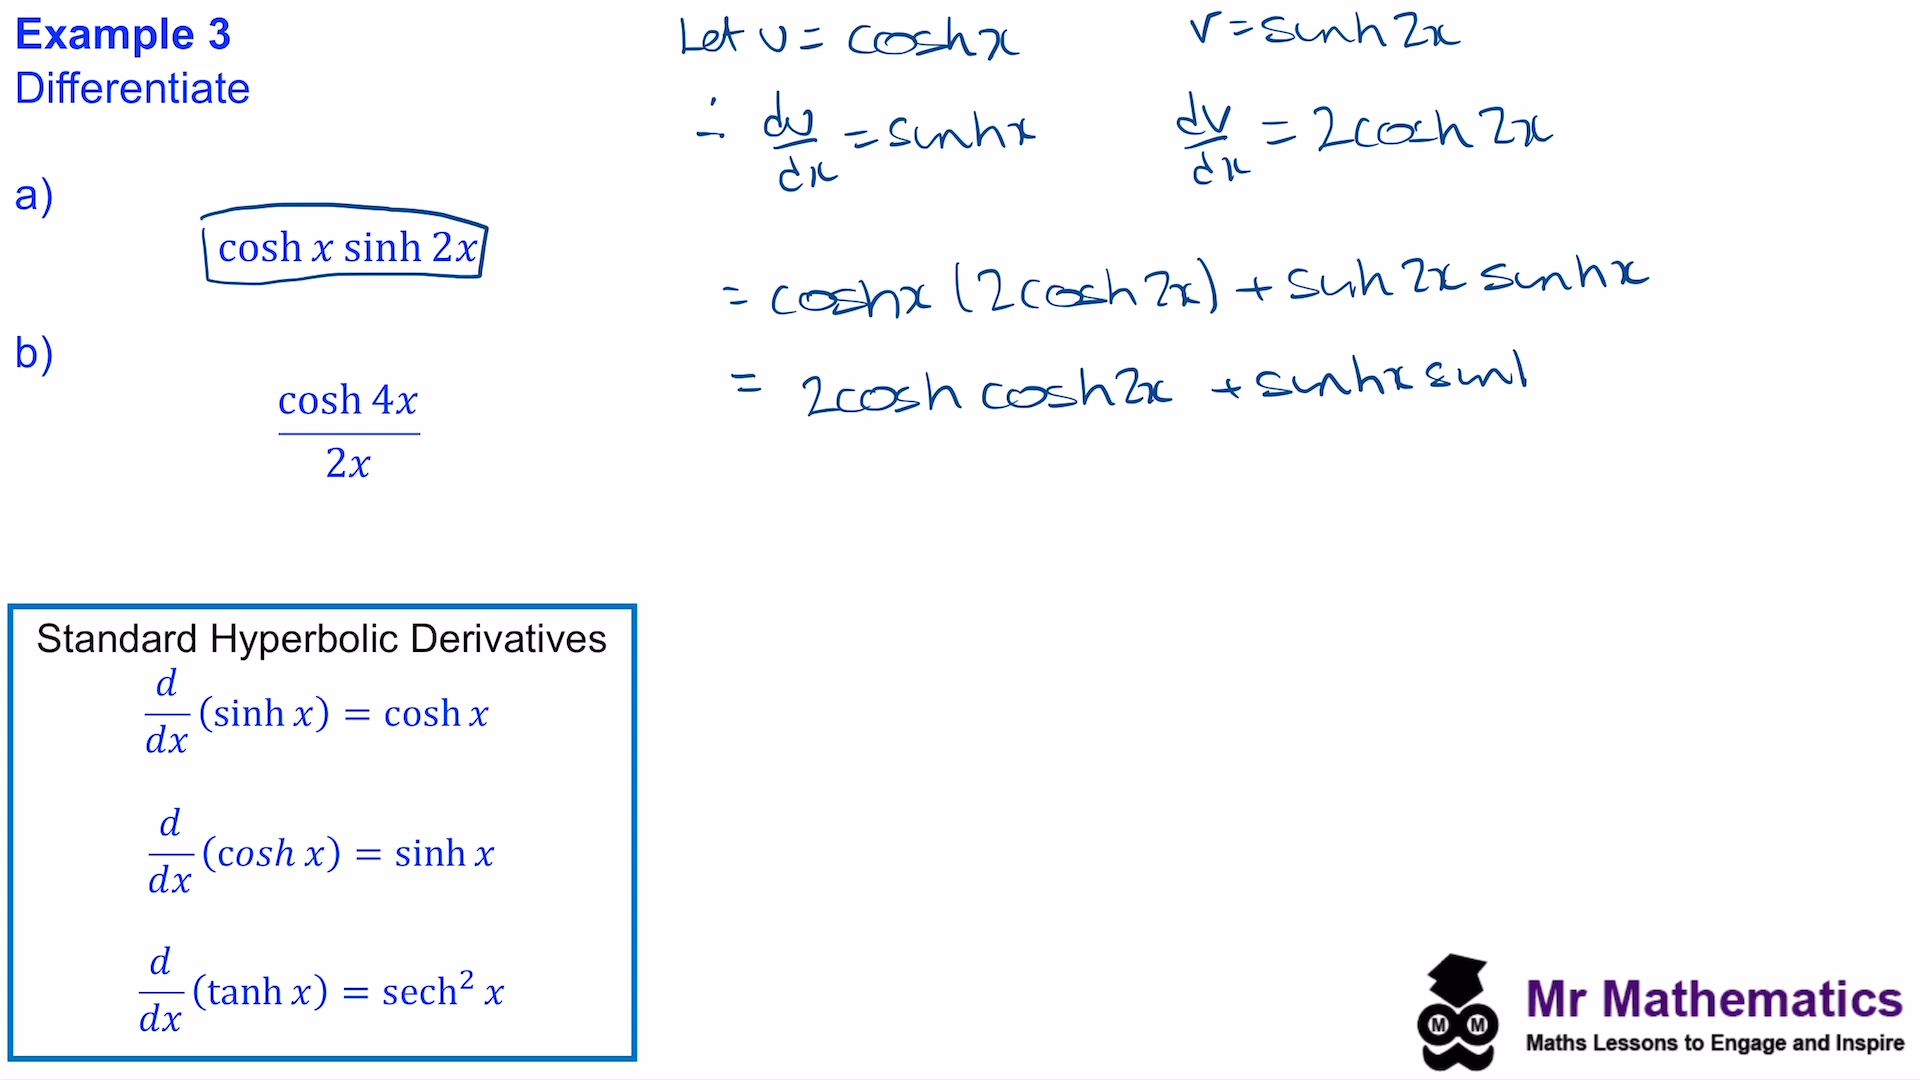 Example 3
Differentiate
a)
cosh x sinh 2x
b)
cosh 4x
2x
Let u = cosh x
v = sinh 2x
∴ du/dx = sinh x
dv/dx = 2cosh 2x
= cosh x (2cosh 2x) + sinh 2x sinh x
= 2cosh cosh 2x + sinh x sinh
Standard Hyperbolic Derivatives
d/dx (sinh x) = cosh x
d/dx (cosh x) = sinh x
d/dx (tanh x) = sech² x
M M
Mr Mathematics
Maths Lessons to Engage and Inspire